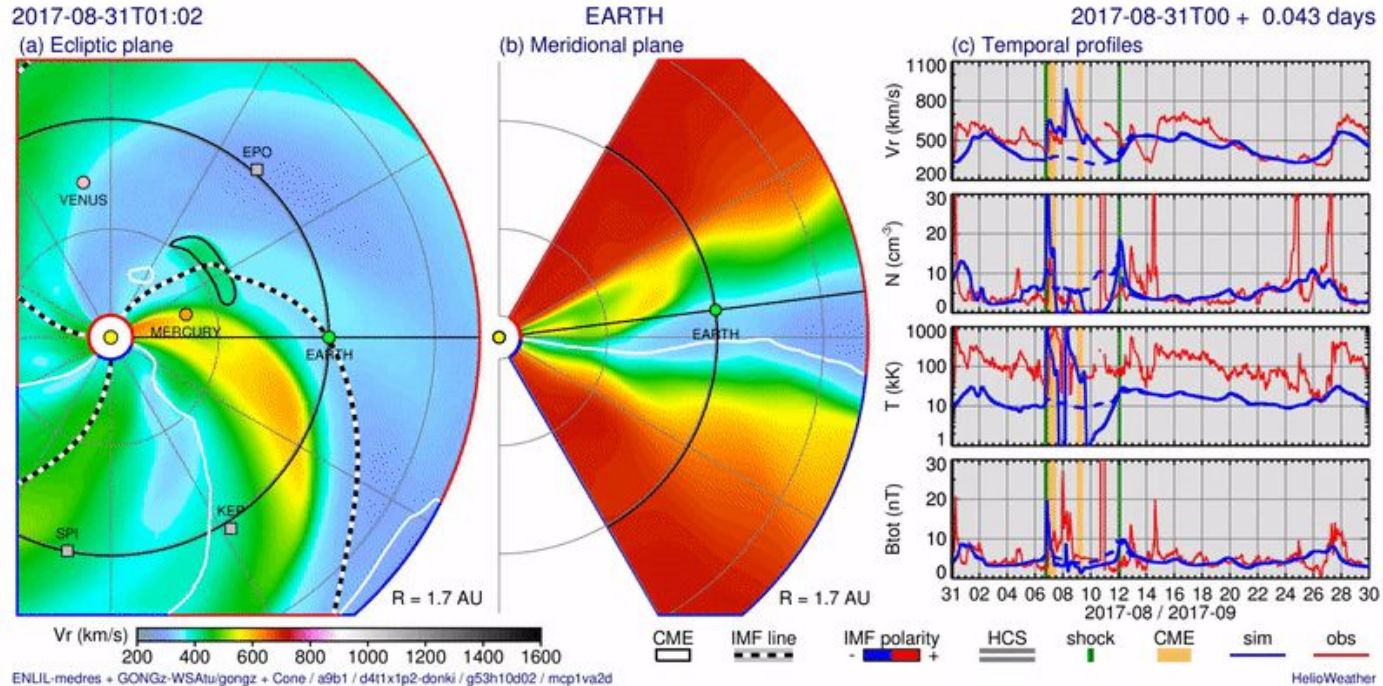 2017-08-31T01:02
EARTH
2017-08-31T00 + 0.043 days
(a) Ecliptic plane
(b) Meridional plane
(c) Temporal profiles
EPO
VENUS
MERCURY
EARTH
KEP
SPI
R = 1.7 AU
EARTH
R = 1.7 AU
Vr (km/s)
1100
800
500
200
N (cm-3)
30
20
10
0
T (kK)
1000
100
10
1
Btot (nT)
30
20
10
0
31 02 04 06 08 10 12 14 16 18 20 22 24 26 28 30
2017-08 / 2017-09
Vr (km/s)
200 400 600 800 1000 1200 1400 1600
CME
IMF line
IMF polarity
- +
HCS
shock
CME
sim
obs
ENLIL-medres + GONGz-WSAtu/gongz + Cone / a9b1 / d4t1x1p2-donki / g53h10d02 / mcp1va2d
HelioWeather